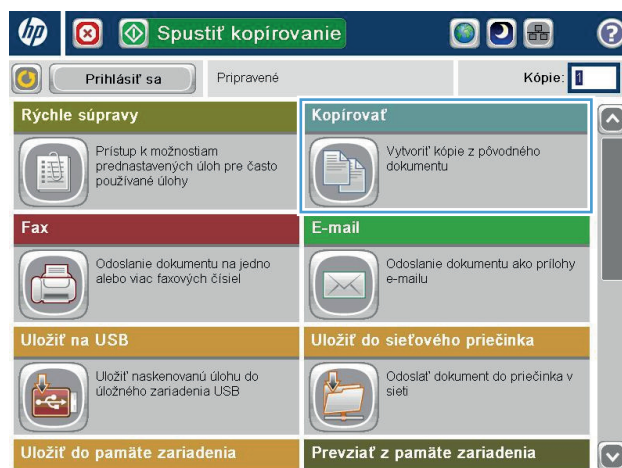 hp
Spustiť kopírovanie
?
Prihlásiť sa
Pripravené
Kópie: 1
Rýchle súpravy
Prístup k možnostiam
prednastavených úloh pre často
používané úlohy
Kopírovať
Vytvoriť kópie z pôvodného
dokumentu
Fax
Odoslanie dokumentu na jedno
alebo viac faxových čísiel
E-mail
Odoslanie dokumentu ako prílohy
e-mailu
Uložiť na USB
Uložiť naskenovanú úlohu do
úložného zariadenia USB
Uložiť do sieťového priečinka
Odoslať dokument do priečinka v
sieti
Uložiť do pamäte zariadenia
Prevziať z pamäte zariadenia